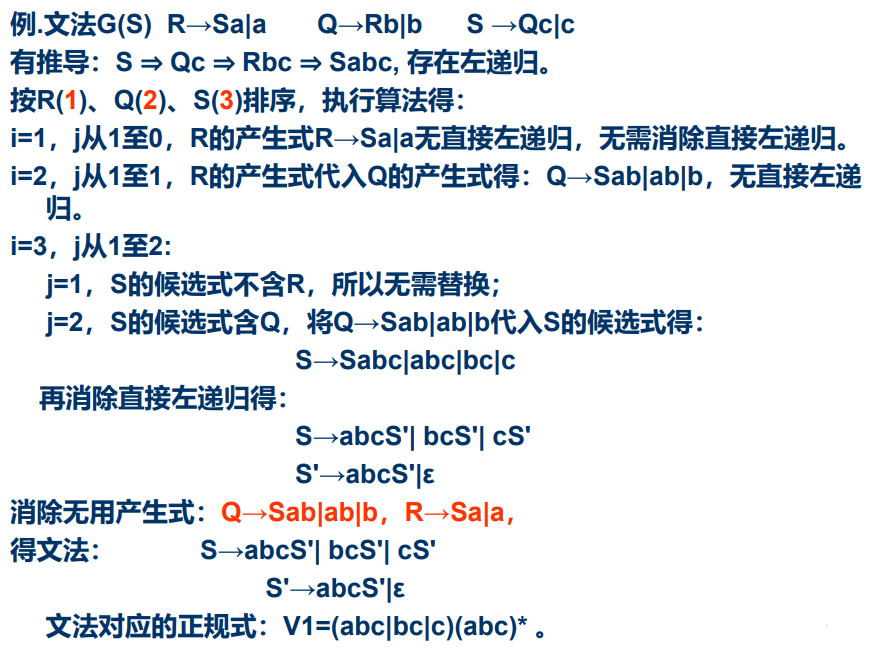 例.文法G(S) R→Sa|a Q→Rb|b S →Qc|c
有推导：S ⇒ Qc ⇒ Rbc ⇒ Sabc, 存在左递归。
按R(1)、Q(2)、S(3)排序，执行算法得：
i=1，j从1至0，R的产生式R→Sa|a无直接左递归，无需消除直接左递归。
i=2，j从1至1，R的产生式代入Q的产生式得：Q→Sab|ab|b，无直接左递
归。
i=3，j从1至2:
j=1，S的候选式不含R，所以无需替换；
j=2，S的候选式含Q，将Q→Sab|ab|b代入S的候选式得：
S→Sabc|abc|bc|c
再消除直接左递归得：
S→abcS'| bcS'| cS'
S'→abcS'|ε
消除无用产生式：Q→Sab|ab|b，R→Sa|a，
得文法： S→abcS'| bcS'| cS'
S'→abcS'|ε
文法对应的正规式：V1=(abc|bc|c)(abc)* 。